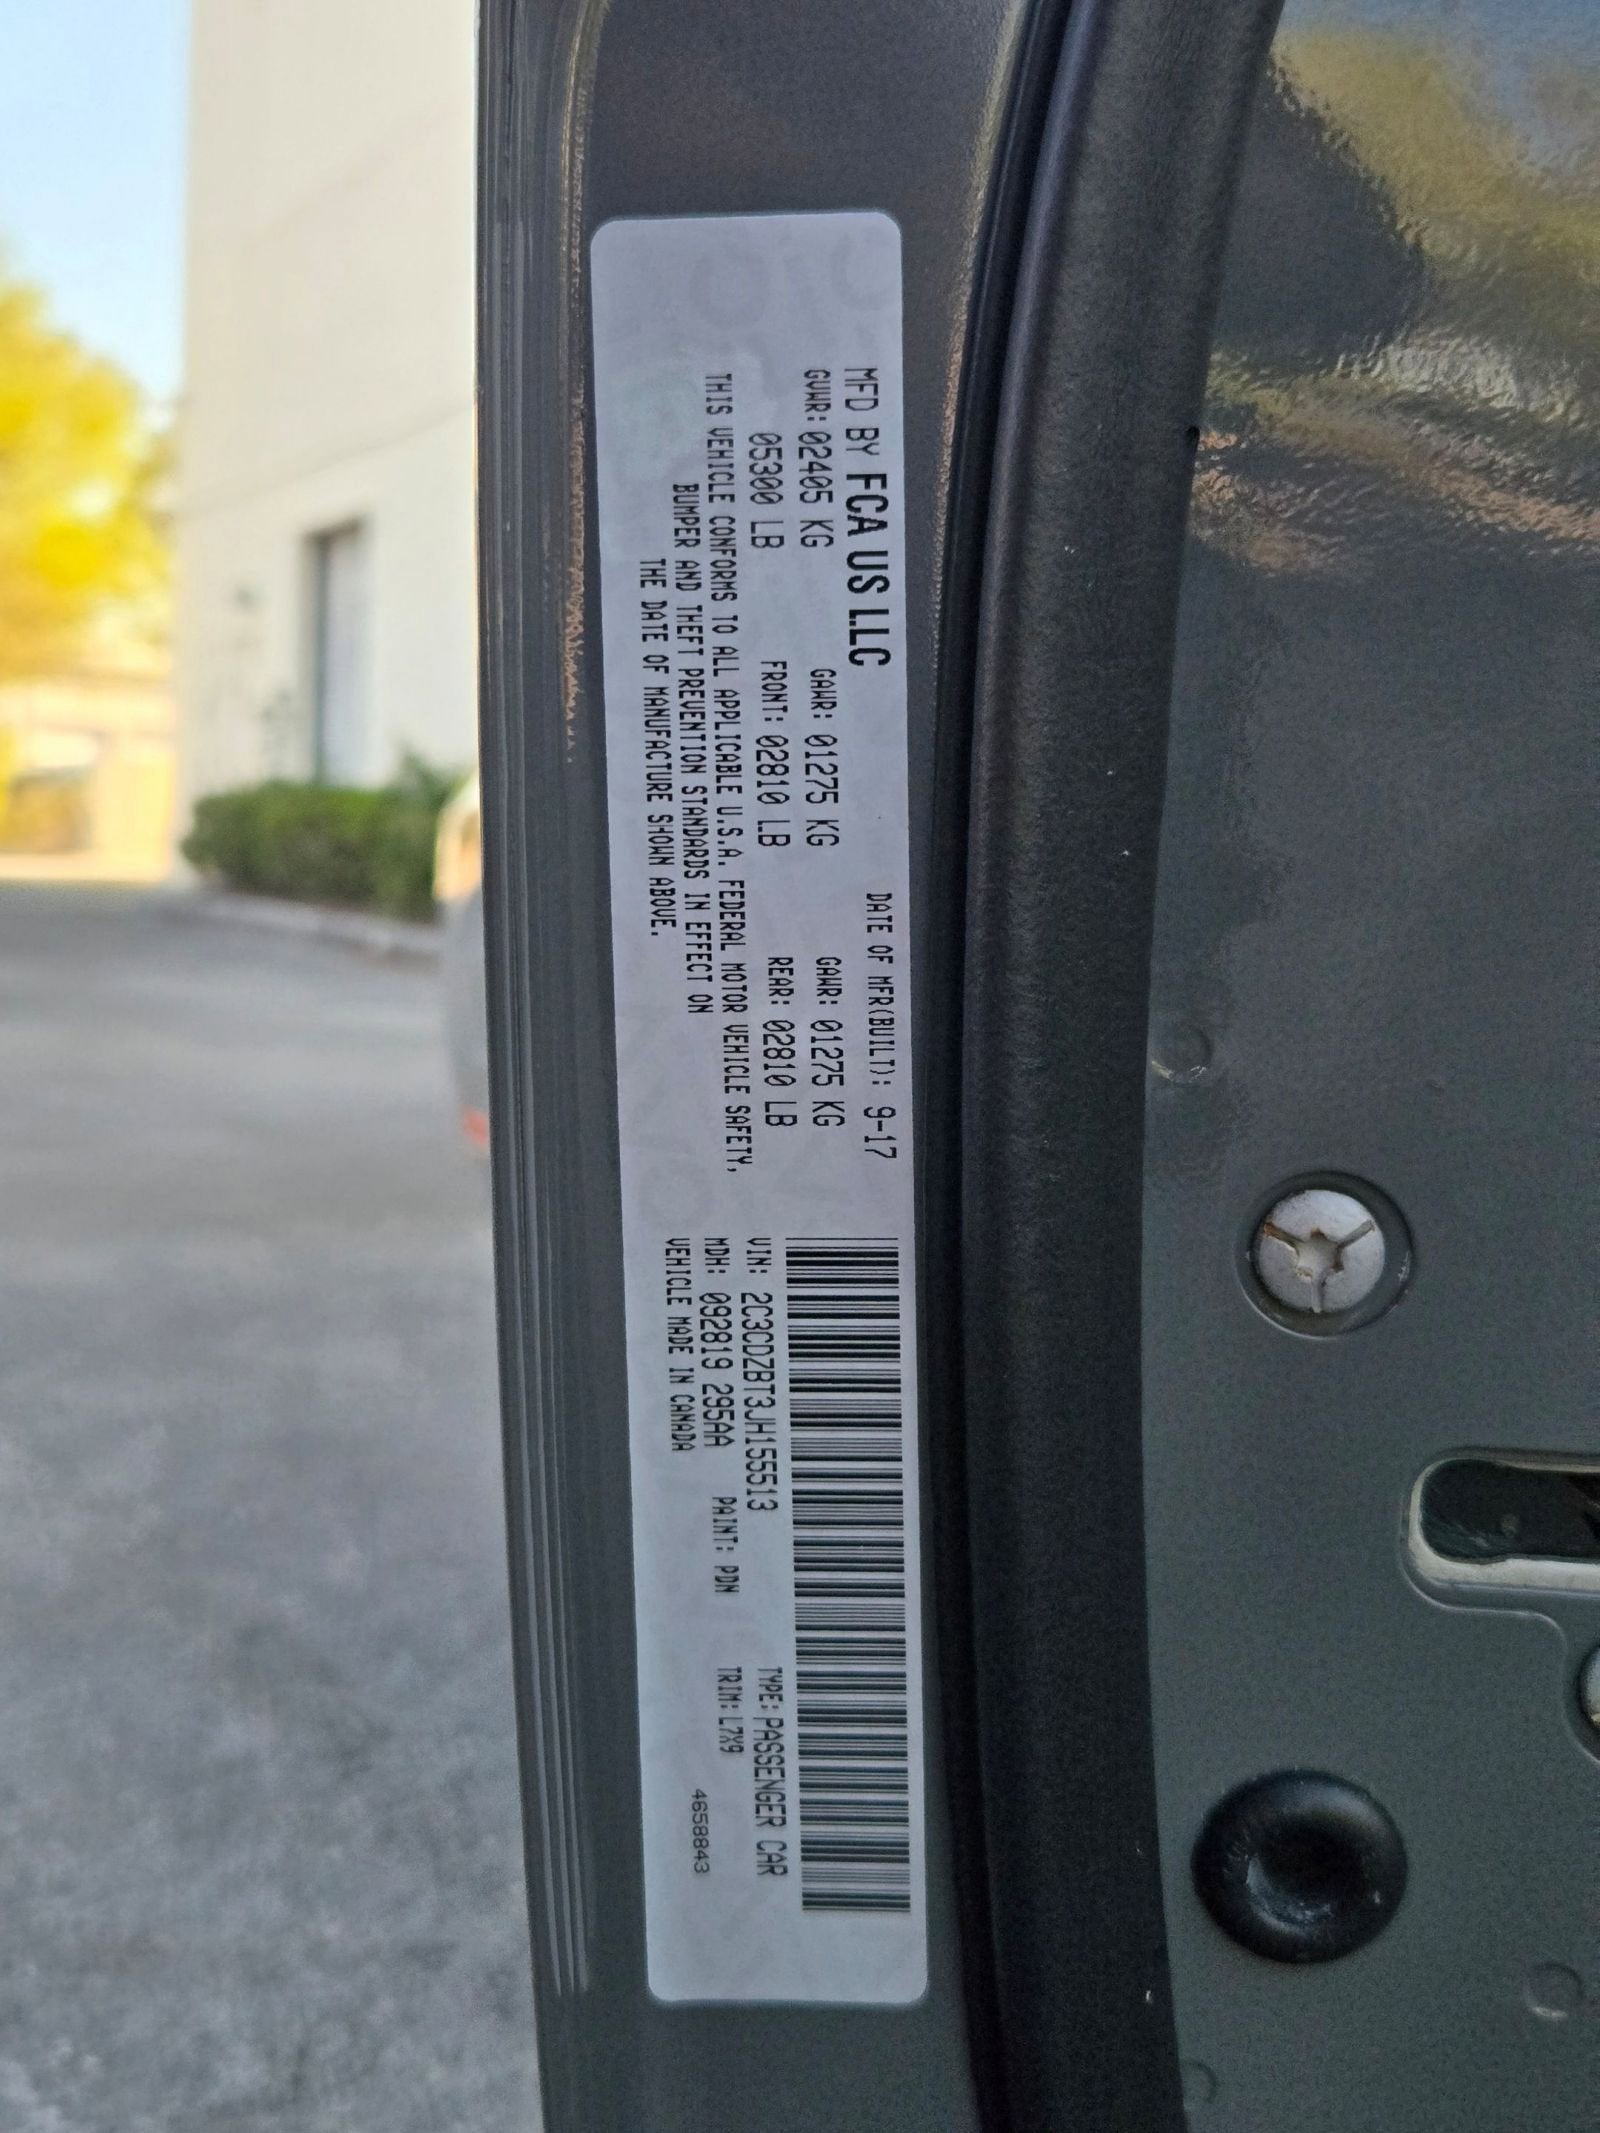 MFD BY FCA US LLC
DATE OF MFR(BUILT): 9-17
GVWR: 02405 KG
GAWR: 01275 KG
GAWR: 01275 KG
05300 LB
FRONT: 02810 LB
REAR: 02810 LB
THIS VEHICLE CONFORMS TO ALL APPLICABLE U.S.A. FEDERAL MOTOR VEHICLE SAFETY,
BUMPER AND THEFT PREVENTION STANDARDS IN EFFECT ON
THE DATE OF MANUFACTURE SHOWN ABOVE.
VIN: 2C3CDZBT3JH155513
TYPE: PASSENGER CAR
MDH: 092819 295AA
PAINT: PDN
TRIM: L7X9
VEHICLE MADE IN CANADA
4658843